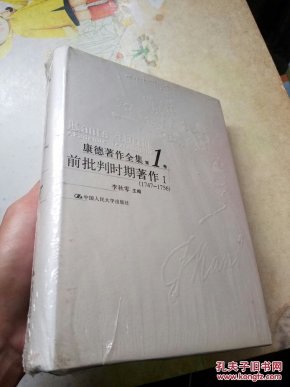 康德著作全集 第1卷
前批判时期著作 I
(1747—1756)
李秋零 主编
中国人民大学出版社
Kant
孔夫子旧书网